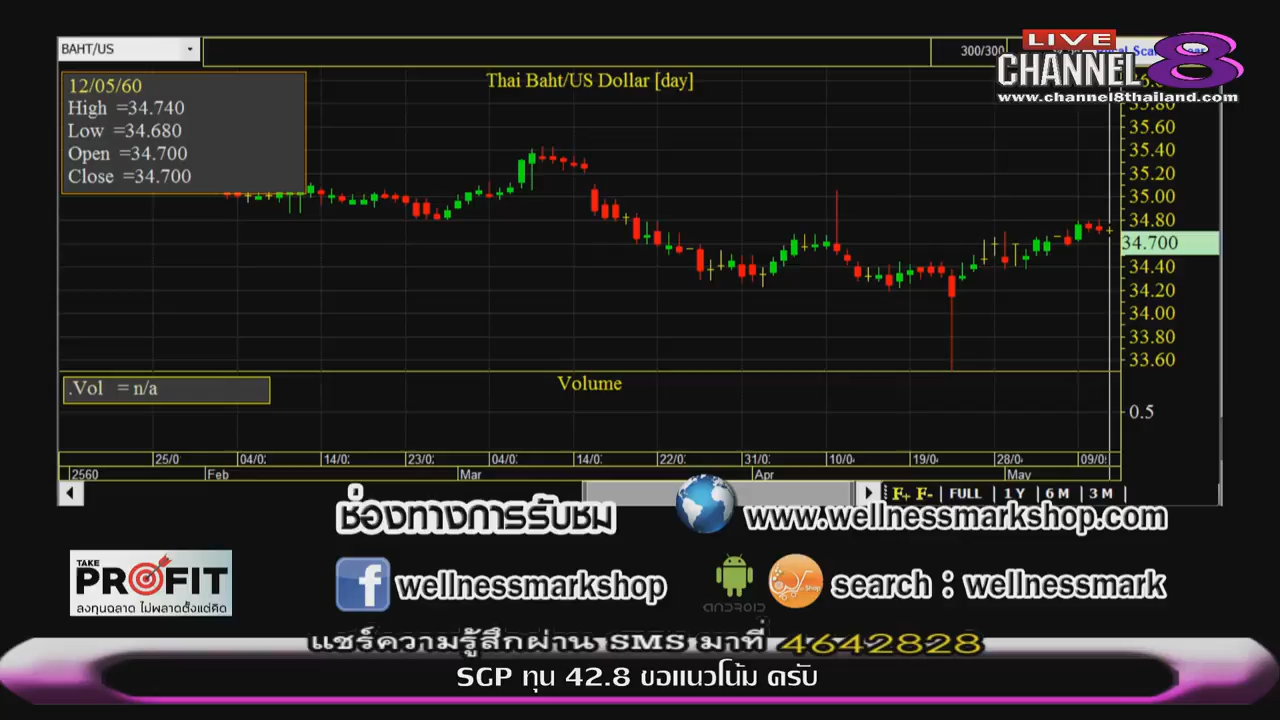 BAHT/US
300/300
LIVE
CHANNEL 8
www.channel8thailand.com
Thai Baht/US Dollar [day]
12/05/60
High =34.740
Low =34.680
Open =34.700
Close =34.700
35.80
35.60
35.40
35.20
35.00
34.80
34.700
34.40
34.20
34.00
33.80
33.60
.Vol = n/a
Volume
0.5
25/0
04/0
14/0
23/0
04/0
14/0
22/0
31/0
10/0
19/0
28/0
09/0
2560
Feb
Mar
Apr
May
F+ F- | FULL | 1 Y | 6 M | 3 M |
ช่องทางการรับชม
www.wellnessmarkshop.com
TAKE
PROFIT
ลงทุนฉลาด ไม่พลาดตั้งแต่คิด
wellnessmarkshop
ANDROID
Shop
search : wellnessmark
แชร์ความรู้สึกผ่าน SMS มาที่ 4642828
SGP ทุน 42.8 ขอแนวโน้ม ครับ